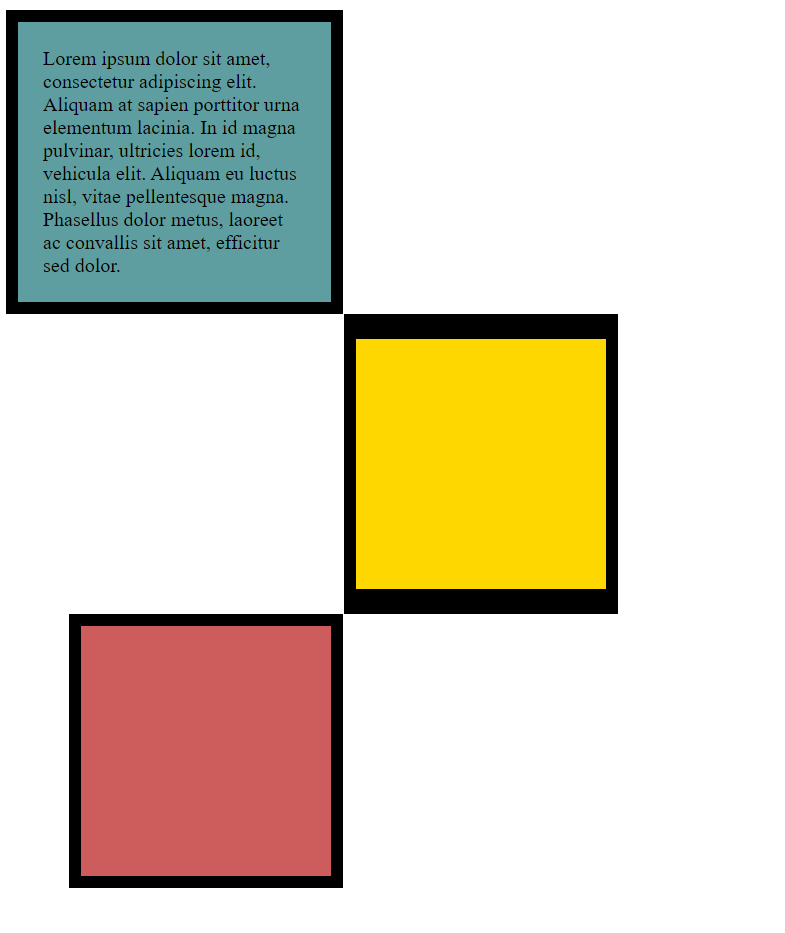 Lorem ipsum dolor sit amet,
consectetur adipiscing elit.
Aliquam at sapien porttitor urna
elementum lacinia. In id magna
pulvinar, ultricies lorem id,
vehicula elit. Aliquam eu luctus
nisl, vitae pellentesque magna.
Phasellus dolor metus, laoreet
ac convallis sit amet, efficitur
sed dolor.